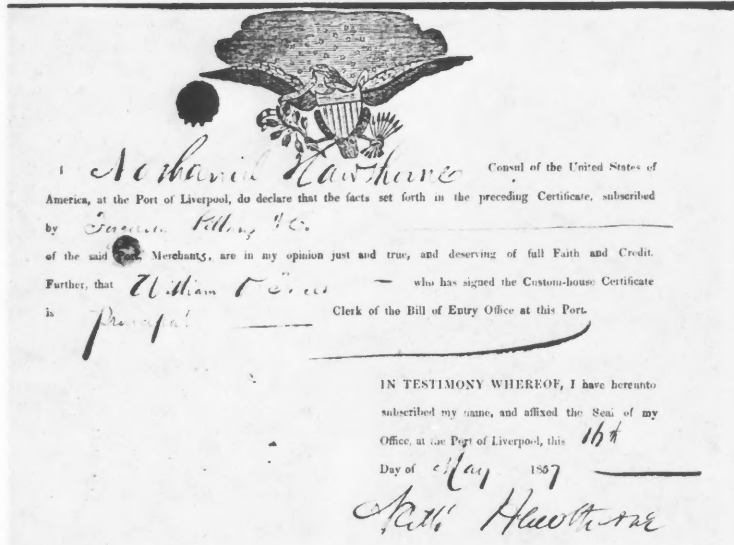 I Nathaniel Hawthorne Consul of the United States of
America, at the Port of Liverpool, do declare that the facts set forth in the preceding Certificate, subscribed
by & Co.
of the said Port, Merchants, are in my opinion just and true, and deserving of full Faith and Credit.
Further, that William who has signed the Custom-house Certificate
is Principal Clerk of the Bill of Entry Office at this Port.
IN TESTIMONY WHEREOF, I have hereunto
subscribed my name, and affixed the Seal of my
Office, at the Port of Liverpool, this 16th
Day of May 1857
Nathl Hawthorne